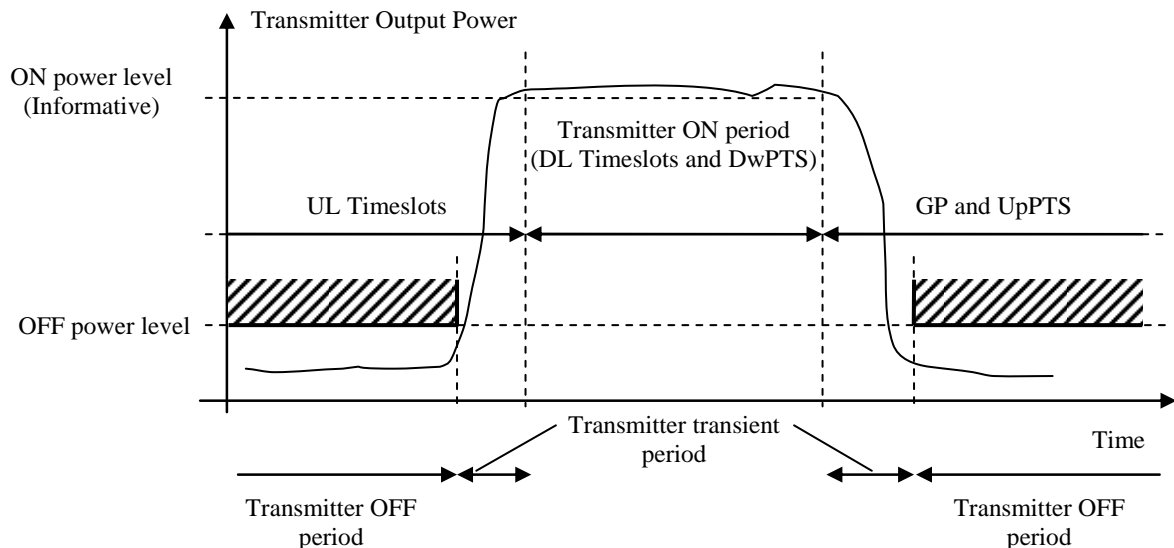 Transmitter Output Power
ON power level
(Informative)
Transmitter ON period
(DL Timeslots and DwPTS)
UL Timeslots
GP and UpPTS
OFF power level
Transmitter transient
period
Time
Transmitter OFF
period
Transmitter OFF
period